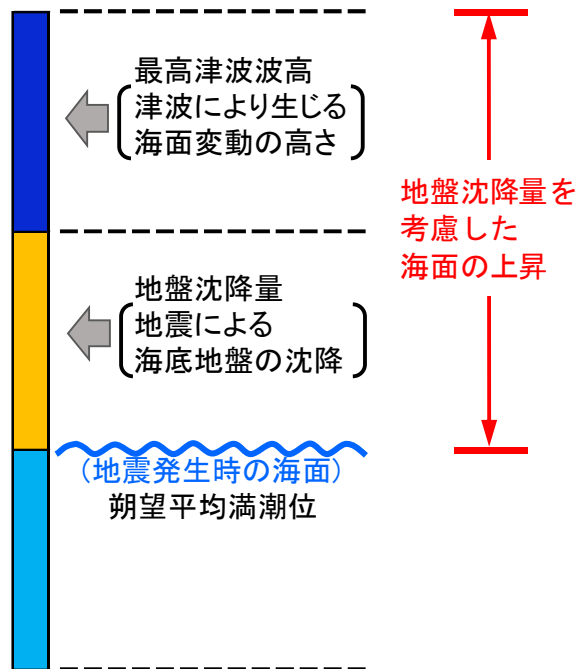 最高津波波高
津波により生じる
海面変動の高さ
地盤沈降量を
考慮した
海面の上昇
地盤沈降量
地震による
海底地盤の沈降
(地震発生時の海面)
朔望平均満潮位